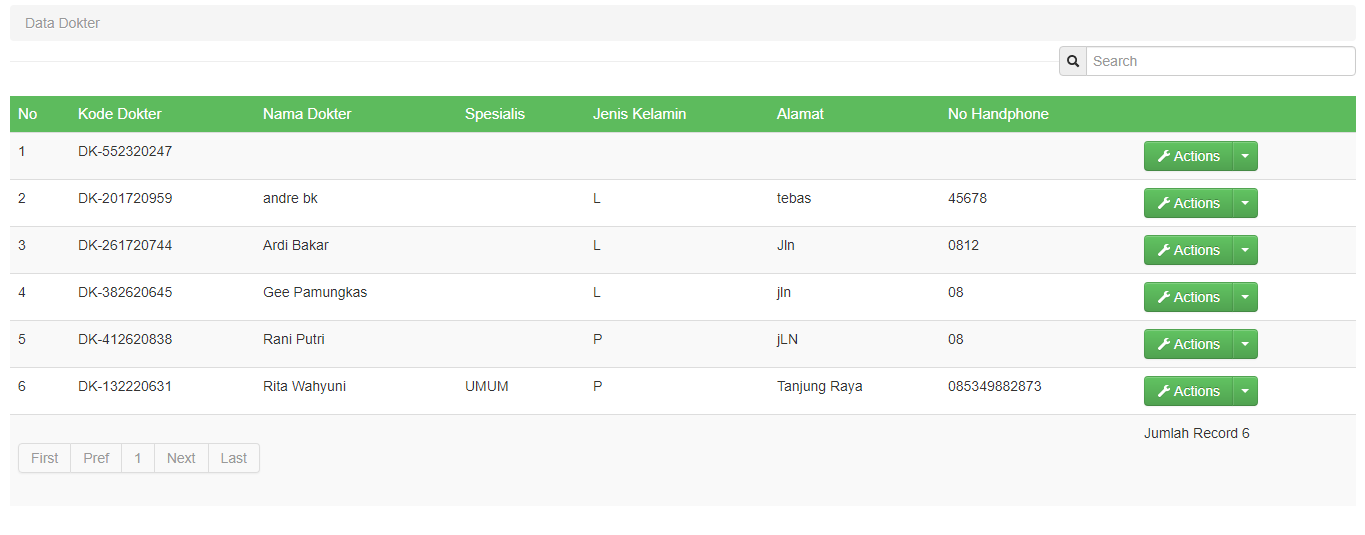 Data Dokter
Search
No Kode Dokter Nama Dokter Spesialis Jenis Kelamin Alamat No Handphone
1 DK-552320247 Actions
2 DK-201720959 andre bk L tebas 45678 Actions
3 DK-261720744 Ardi Bakar L Jln 0812 Actions
4 DK-382620645 Gee Pamungkas L jln 08 Actions
5 DK-412620838 Rani Putri P jLN 08 Actions
6 DK-132220631 Rita Wahyuni UMUM P Tanjung Raya 085349882873 Actions
Jumlah Record 6
First Pref 1 Next Last